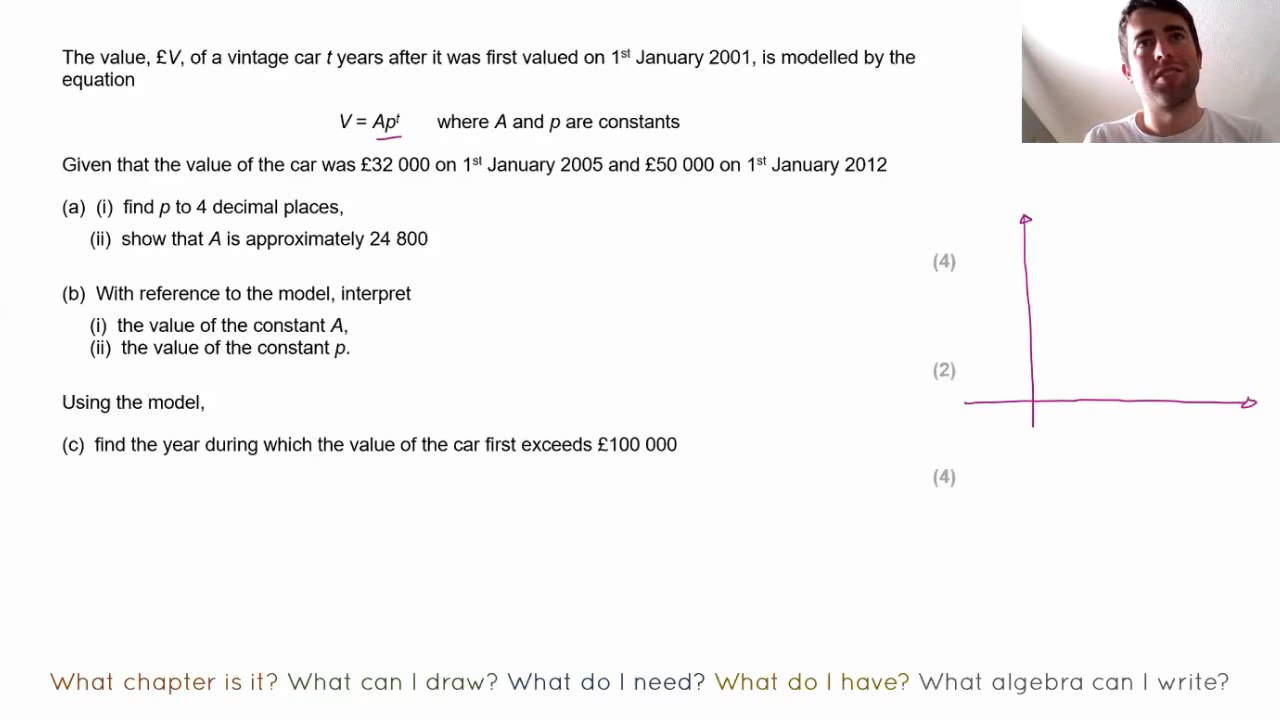 The value, £V, of a vintage car t years after it was first valued on 1st January 2001, is modelled by the
equation
V = Apᵗ where A and p are constants
Given that the value of the car was £32 000 on 1st January 2005 and £50 000 on 1st January 2012
(a) (i) find p to 4 decimal places,
(ii) show that A is approximately 24 800
(4)
(b) With reference to the model, interpret
(i) the value of the constant A,
(ii) the value of the constant p.
(2)
Using the model,
(c) find the year during which the value of the car first exceeds £100 000
(4)
What chapter is it? What can I draw? What do I need? What do I have? What algebra can I write?